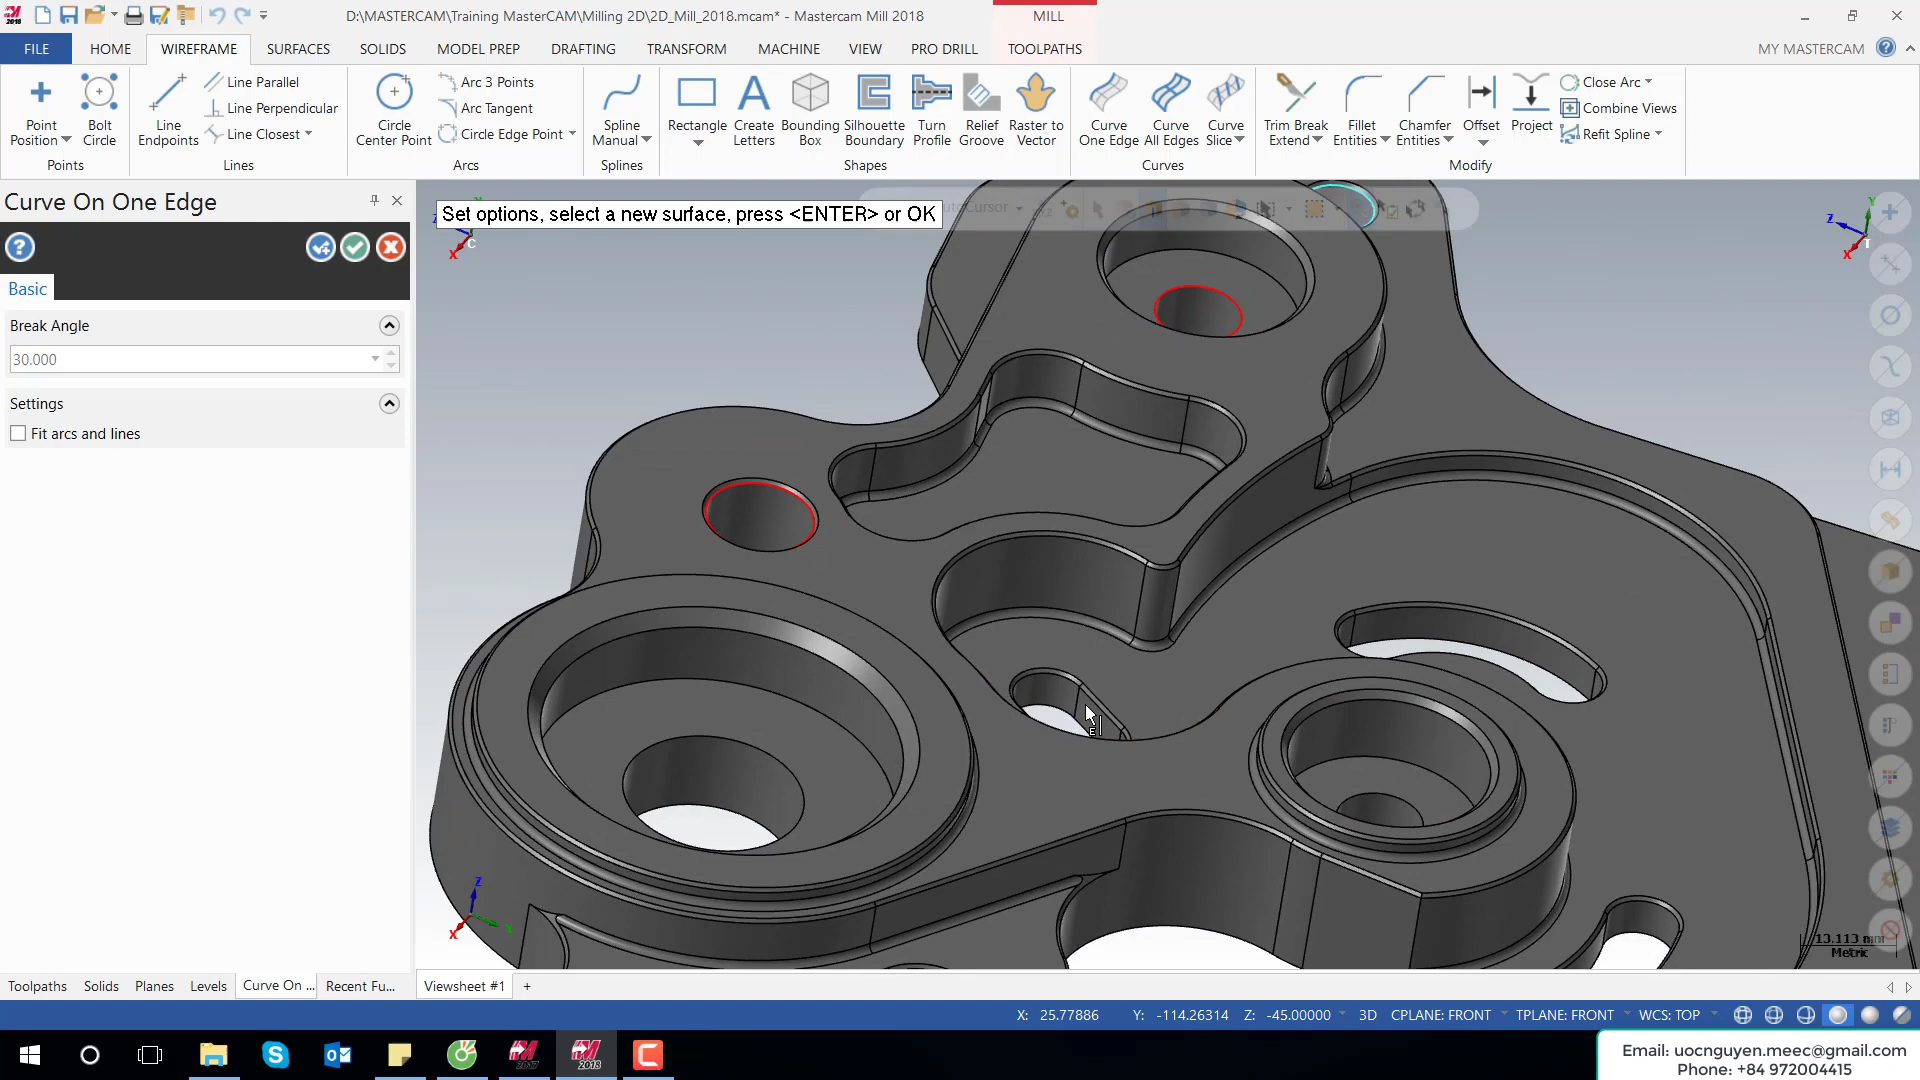 D:\MASTERCAM\Training MasterCAM\Milling 2D\2D_Mill_2018.mcam* - Mastercam Mill 2018
MILL
FILE
HOME
WIREFRAME
SURFACES
SOLIDS
MODEL PREP
DRAFTING
TRANSFORM
MACHINE
VIEW
PRO DRILL
TOOLPATHS
MY MASTERCAM
Point Position
Bolt Circle
Points
Line Endpoints
Line Parallel
Line Perpendicular
Line Closest
Lines
Circle Center Point
Arc 3 Points
Arc Tangent
Circle Edge Point
Arcs
Spline Manual
Splines
Rectangle
Create Letters
Bounding Box
Silhouette Boundary
Turn Profile
Relief Groove
Raster to Vector
Shapes
Curve One Edge
Curve All Edges
Curve Slice
Curves
Trim Break Extend
Fillet Entities
Chamfer Entities
Offset
Project
Close Arc
Combine Views
Refit Spline
Modify
Curve On One Edge
Basic
Break Angle
30.000
Settings
Fit arcs and lines
Set options, select a new surface, press <ENTER> or OK
X
C
Z
Y
X
T
Z
X
Y
E
13.113 mm
Metric
Toolpaths
Solids
Planes
Levels
Curve On ...
Recent Fu...
Viewsheet #1
+
X: 25.77886
Y: -114.26314
Z: -45.00000
3D
CPLANE: FRONT
TPLANE: FRONT
WCS: TOP
2017
2018
Email: uocnguyen.meec@gmail.com
Phone: +84 972004415